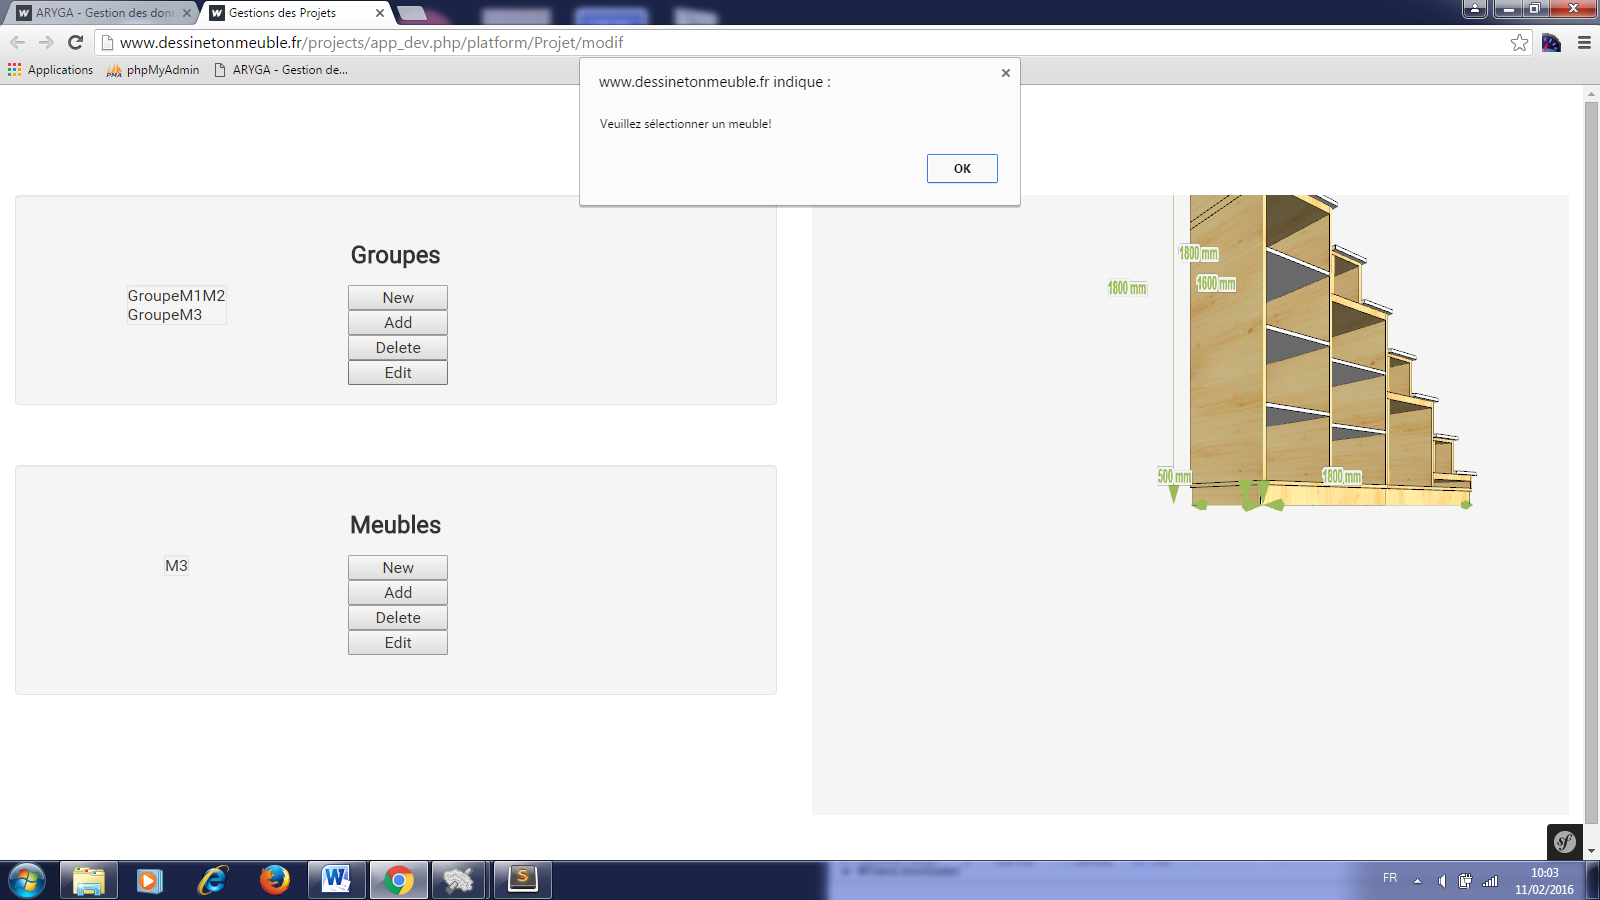 ARYGA - Gestion des don
Gestions des Projets
www.dessinetonmeuble.fr/projects/app_dev.php/platform/Projet/modif
Applications
phpMyAdmin
ARYGA - Gestion de...
www.dessinetonmeuble.fr indique :
Veuillez sélectionner un meuble!
OK
Groupes
GroupeM1M2
GroupeM3
New
Add
Delete
Edit
Meubles
M3
New
Add
Delete
Edit
1800 mm
1800 mm
1600 mm
500 mm
1800 mm
sf
FR
10:03
11/02/2016